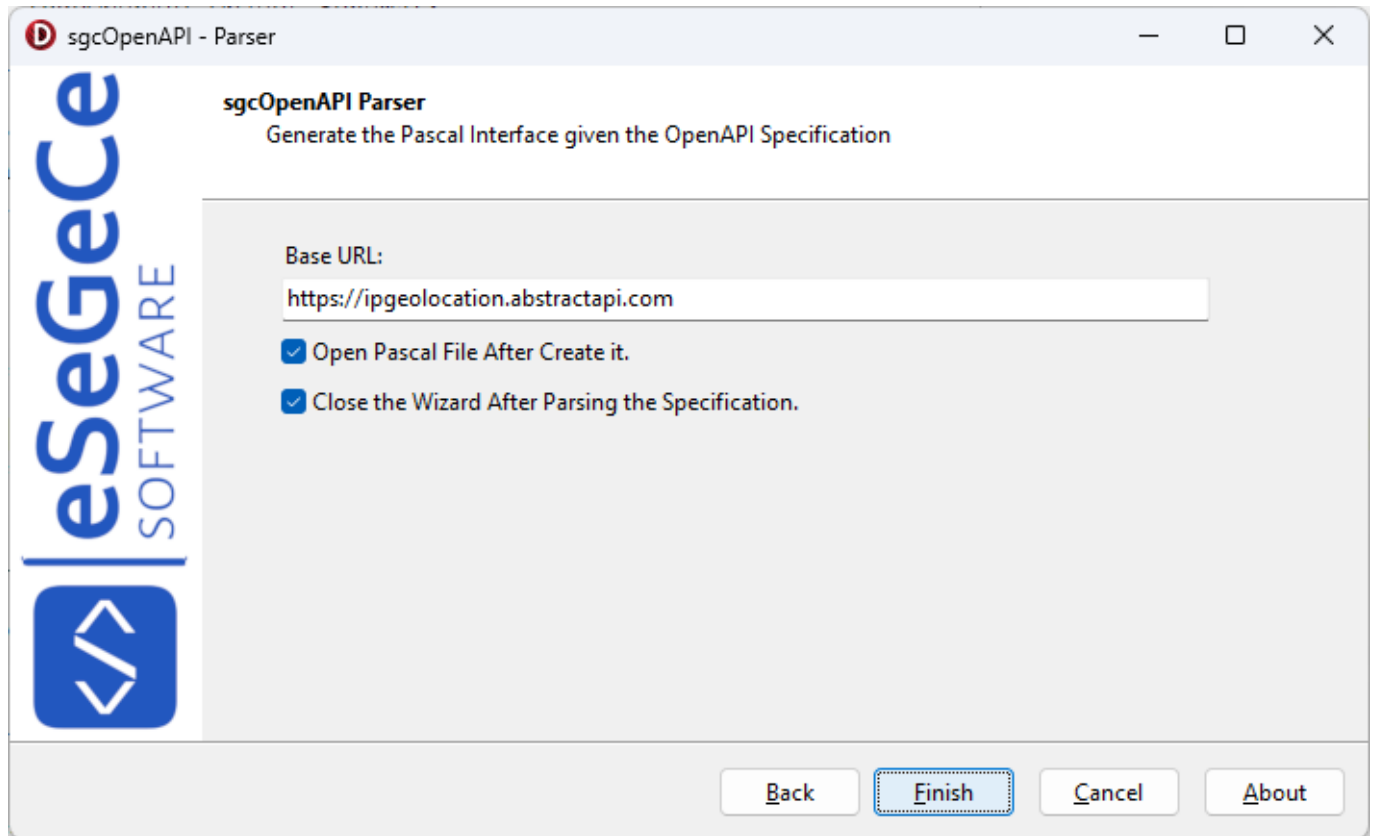 sgcOpenAPI - Parser
sgcOpenAPI Parser
Generate the Pascal Interface given the OpenAPI Specification
eSeGeCe
SOFTWARE
</>
Base URL:
https://ipgeolocation.abstractapi.com
Open Pascal File After Create it.
Close the Wizard After Parsing the Specification.
Back
Finish
Cancel
About